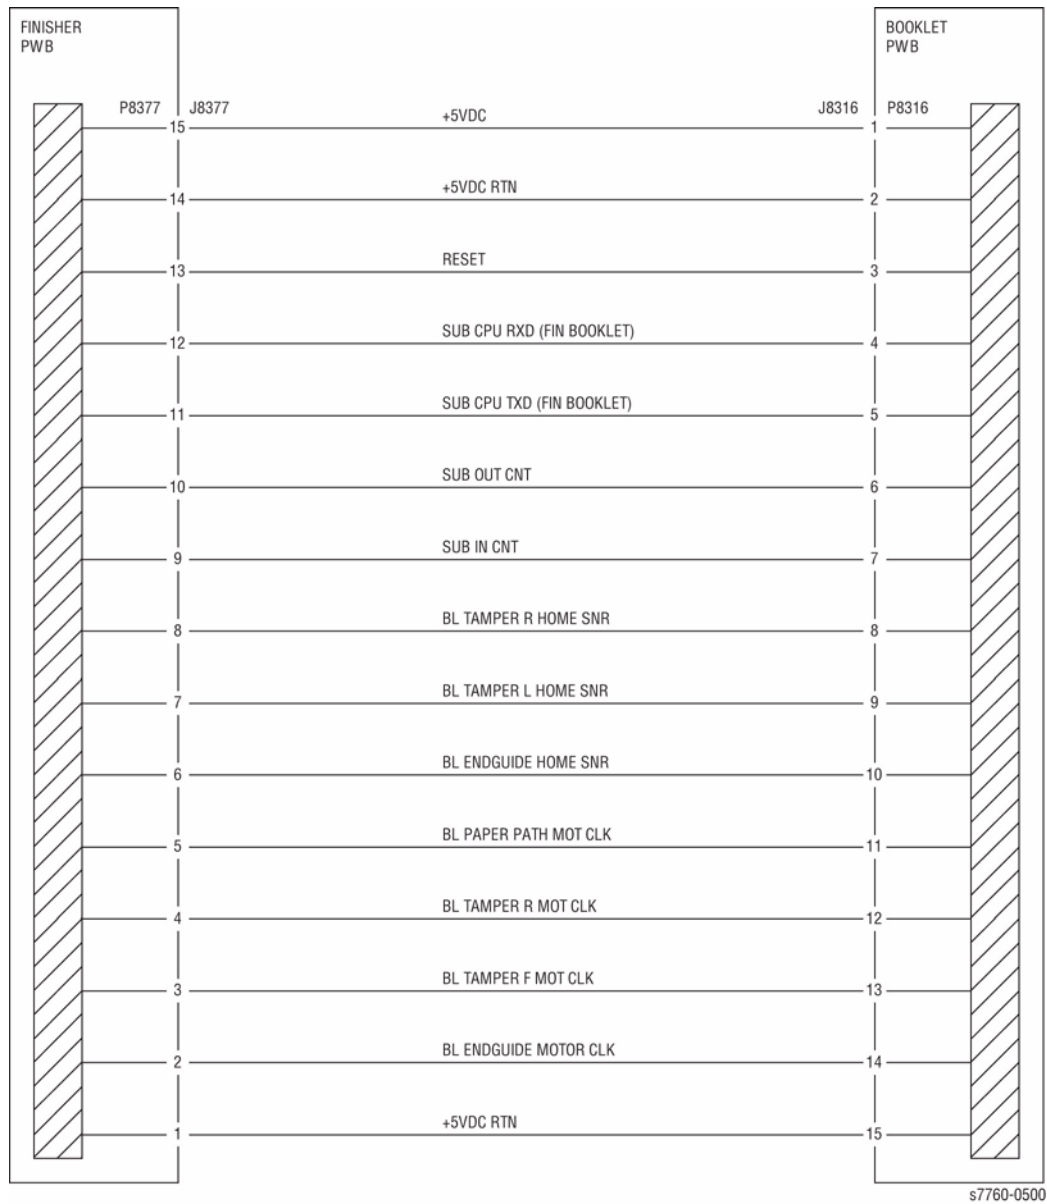 FINISHER
PWB
BOOKLET
PWB
P8377 J8377 J8316 P8316
15 +5VDC 1
14 +5VDC RTN 2
13 RESET 3
12 SUB CPU RXD (FIN BOOKLET) 4
11 SUB CPU TXD (FIN BOOKLET) 5
10 SUB OUT CNT 6
9 SUB IN CNT 7
8 BL TAMPER R HOME SNR 8
7 BL TAMPER L HOME SNR 9
6 BL ENDGUIDE HOME SNR 10
5 BL PAPER PATH MOT CLK 11
4 BL TAMPER R MOT CLK 12
3 BL TAMPER F MOT CLK 13
2 BL ENDGUIDE MOTOR CLK 14
1 +5VDC RTN 15
s7760-0500